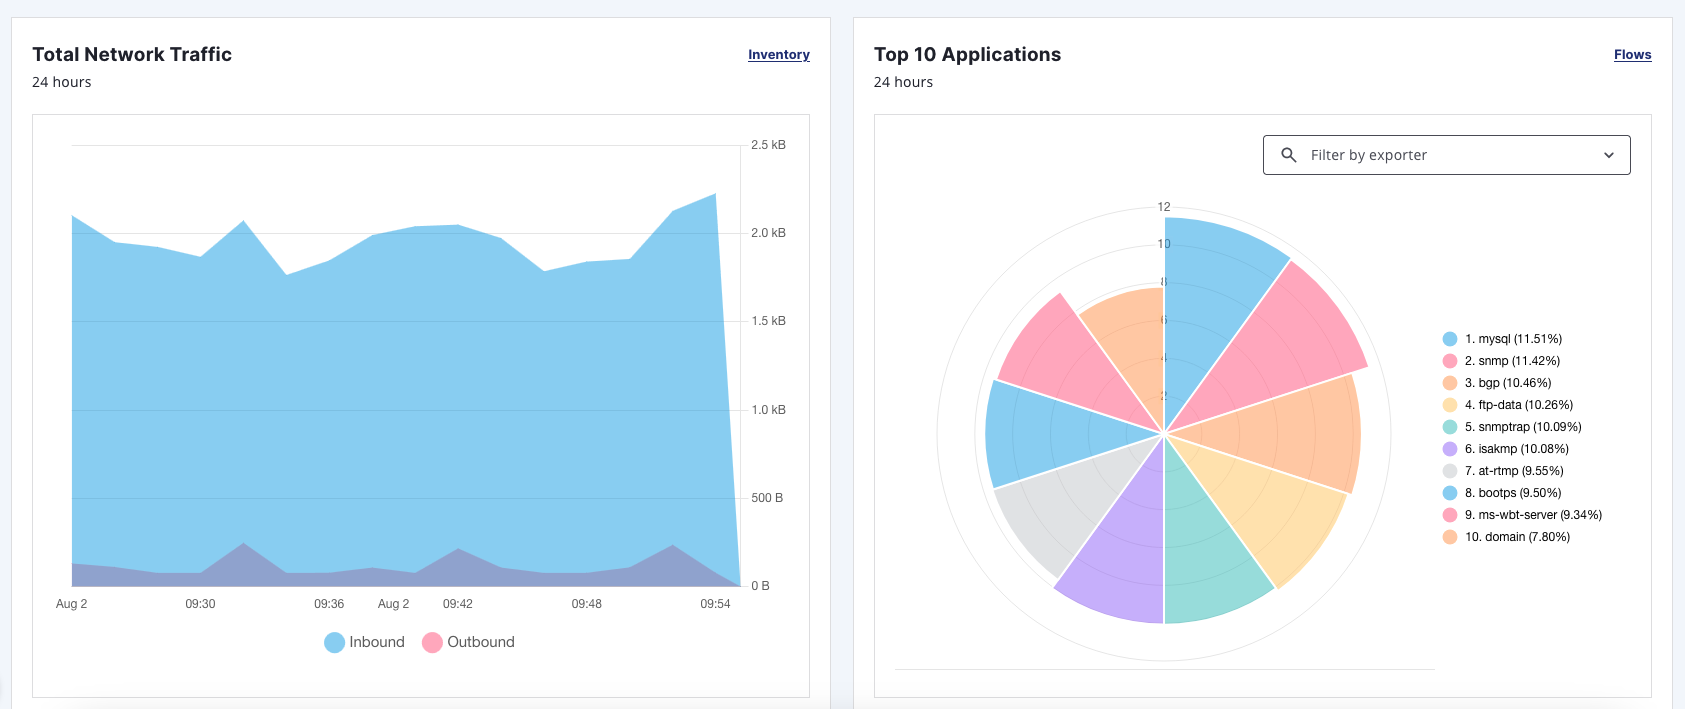 Total Network Traffic
Inventory
24 hours
2.5 kB
2.0 kB
1.5 kB
1.0 kB
500 B
0 B
Aug 2 09:30 09:36 Aug 2 09:42 09:48 09:54
Inbound Outbound
Top 10 Applications
Flows
24 hours
Filter by exporter
12
10
8
6
4
2
1. mysql (11.51%)
2. snmp (11.42%)
3. bgp (10.46%)
4. ftp-data (10.26%)
5. snmptrap (10.09%)
6. isakmp (10.08%)
7. at-rtmp (9.55%)
8. bootps (9.50%)
9. ms-wbt-server (9.34%)
10. domain (7.80%)